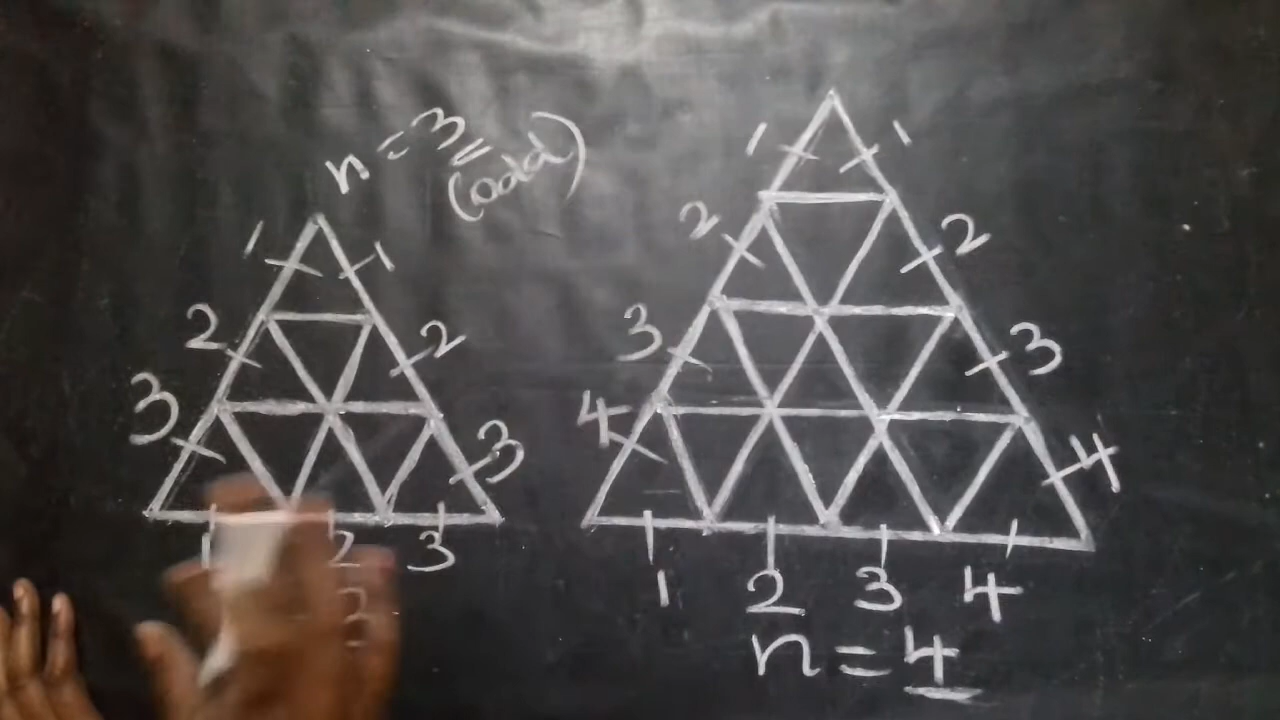 n = 3 (odd)
1 1
2 2
3 3
1 2 3
3
1 1
2 2
3 3
4 4
1 2 3 4
n = 4